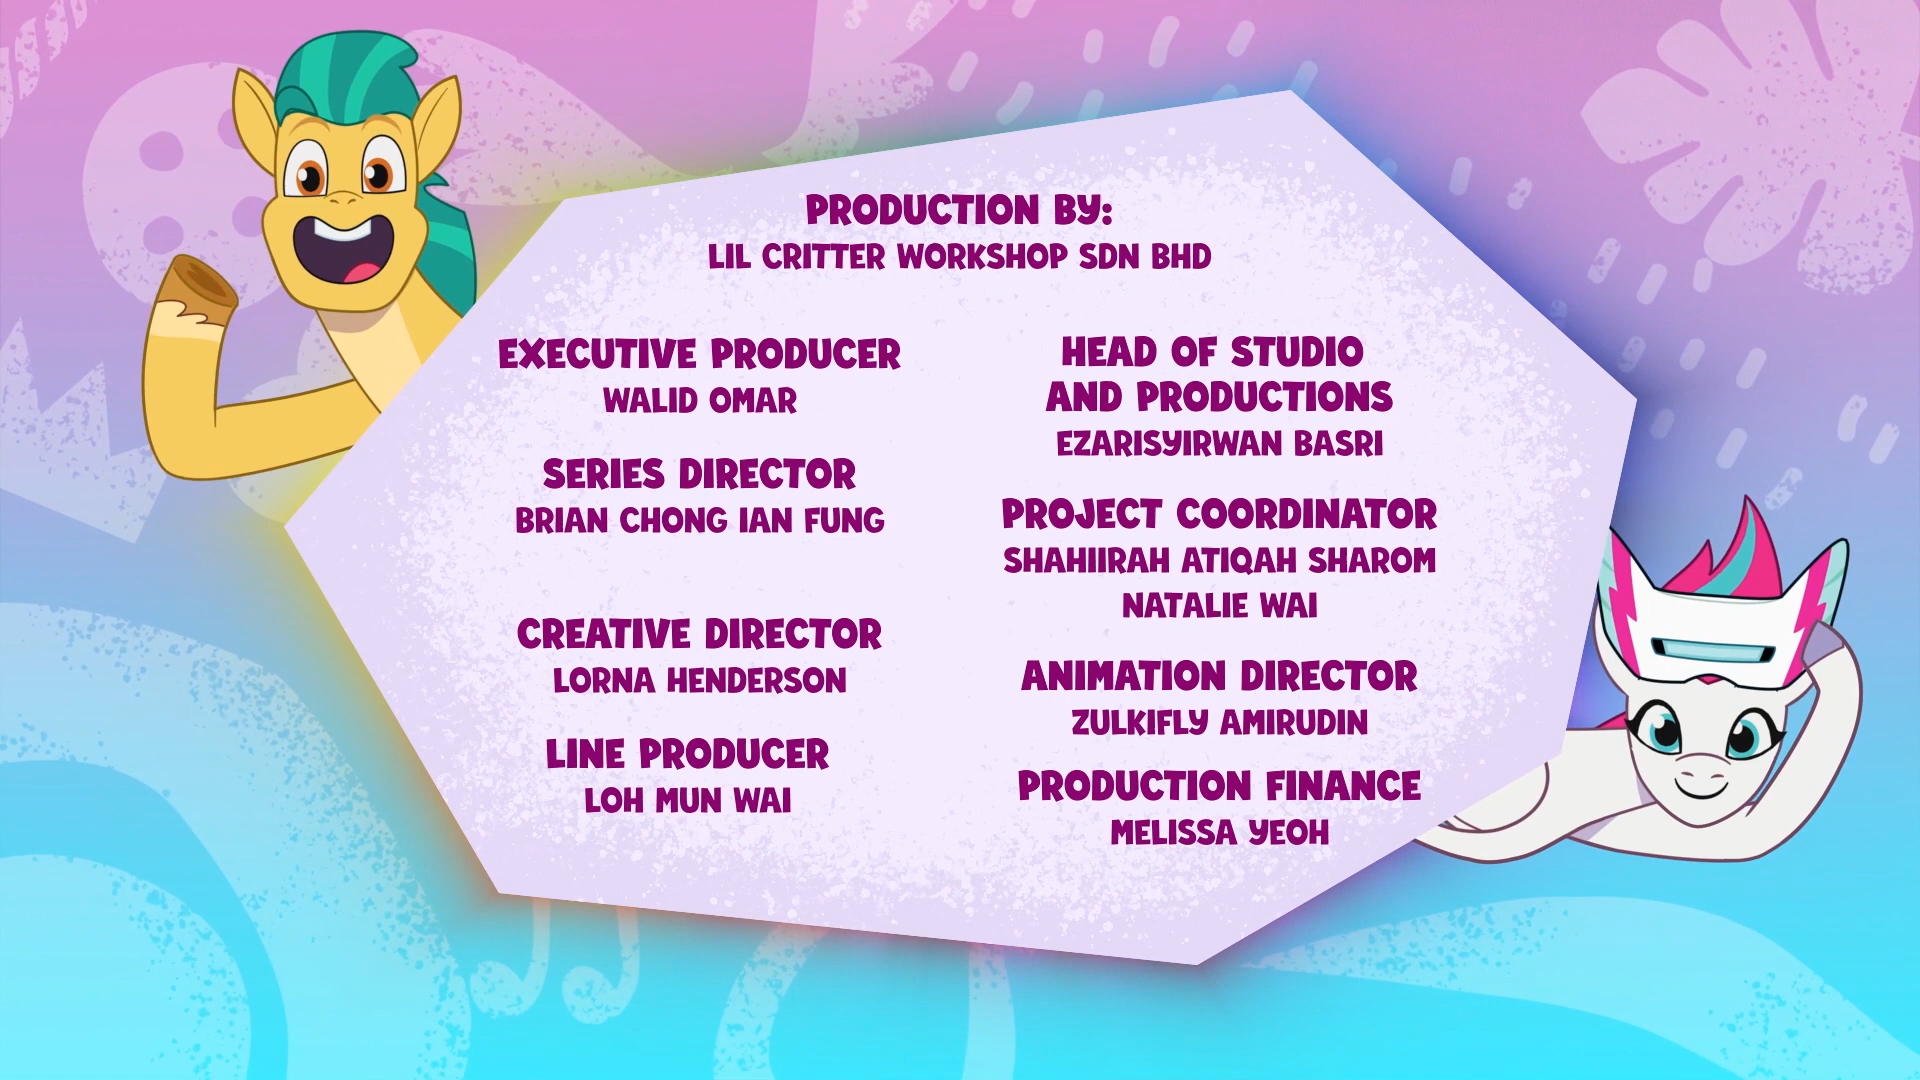 PRODUCTION BY:
LIL CRITTER WORKSHOP SDN BHD
EXECUTIVE PRODUCER
WALID OMAR
SERIES DIRECTOR
BRIAN CHONG IAN FUNG
CREATIVE DIRECTOR
LORNA HENDERSON
LINE PRODUCER
LOH MUN WAI
HEAD OF STUDIO
AND PRODUCTIONS
EZARISYIRWAN BASRI
PROJECT COORDINATOR
SHAHIIRAH ATIQAH SHAROM
NATALIE WAI
ANIMATION DIRECTOR
ZULKIFLY AMIRUDIN
PRODUCTION FINANCE
MELISSA YEOH